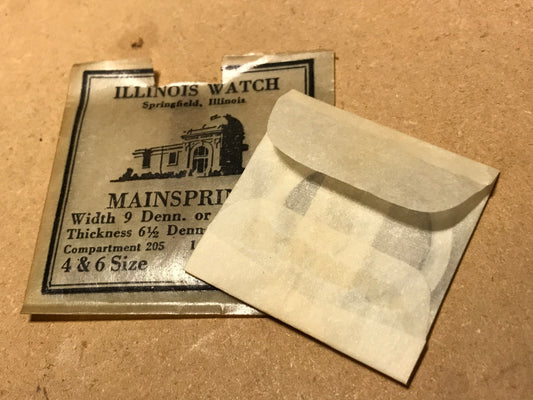 ILLINOIS WATCH
Springfield, Illinois
MAINSPRI
Width 9 Denn. or
Thickness 6½ Denn
Compartment 205
4 & 6 Size